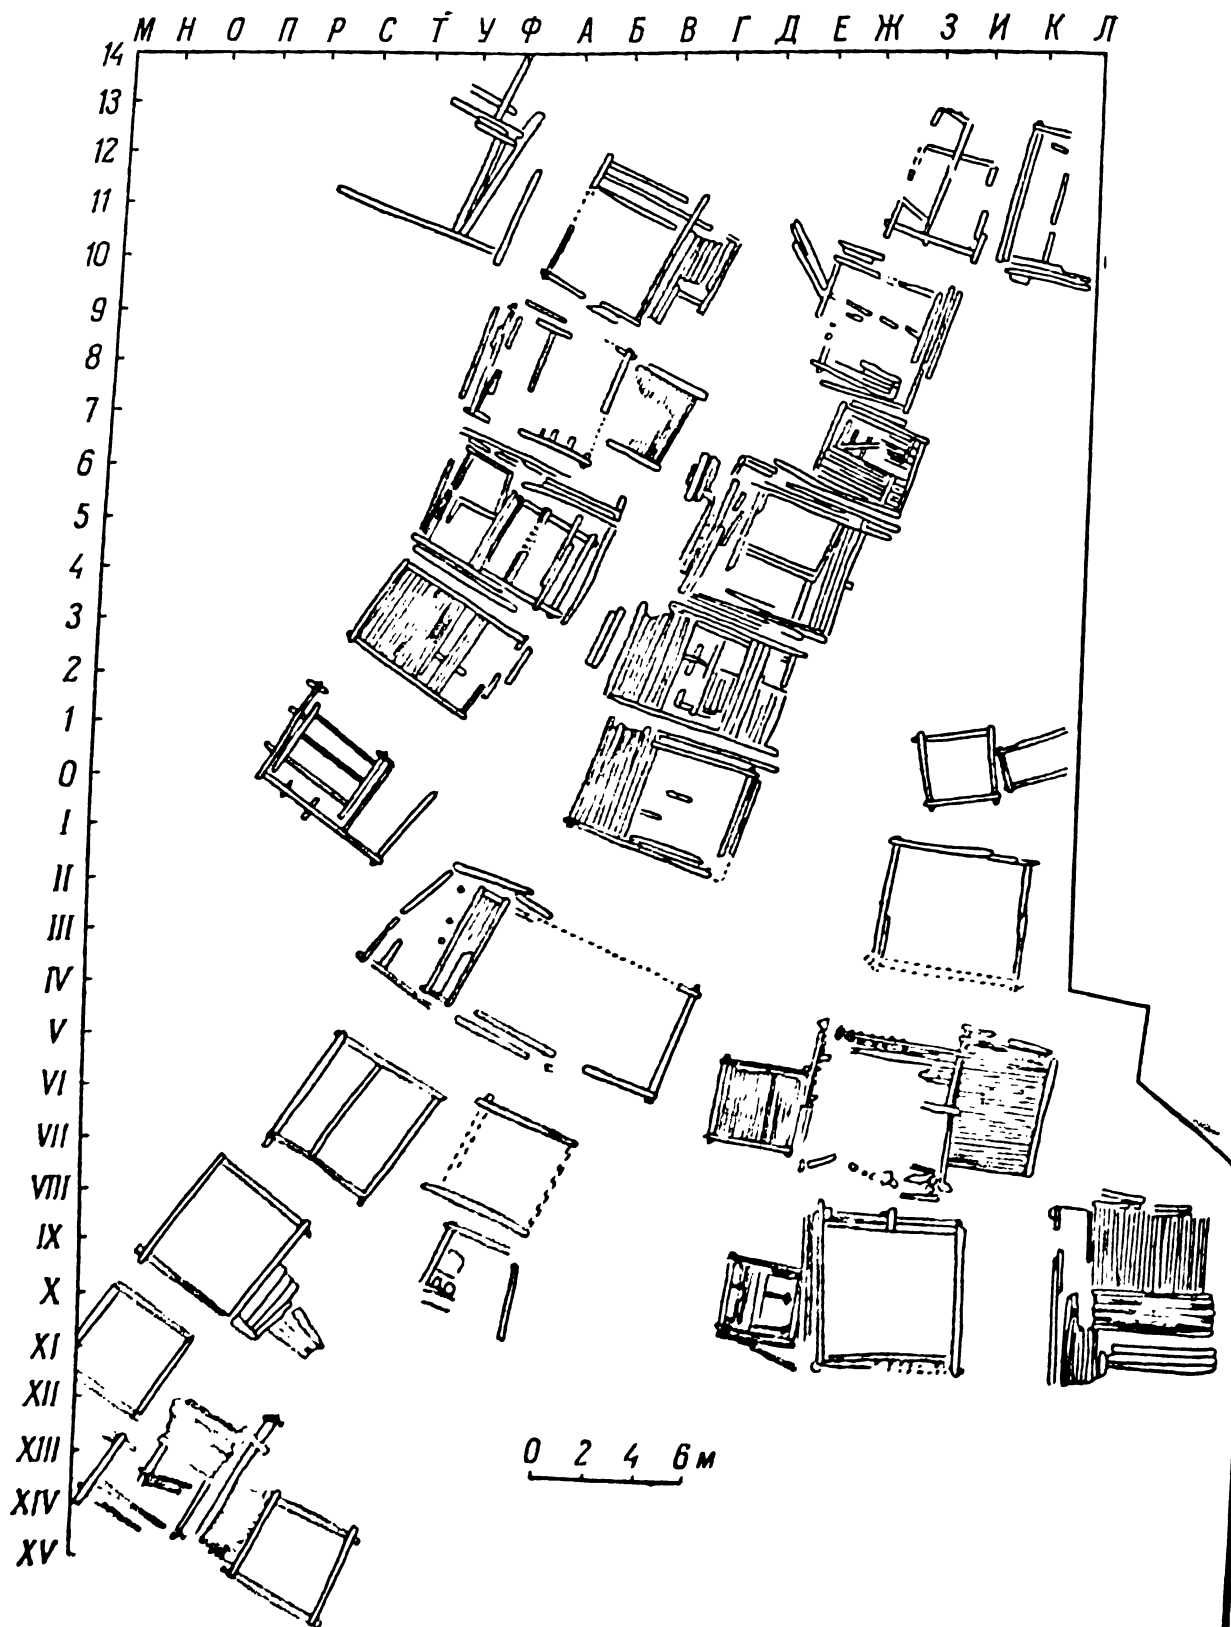 М Н О П Р С Т У Ф А Б В Г Д Е Ж З И К Л
14
13
12
11
10
9
8
7
6
5
4
3
2
1
0
I
II
III
IV
V
VI
VII
VIII
IX
X
XI
XII
XIII
XIV
XV
0 2 4 6 м